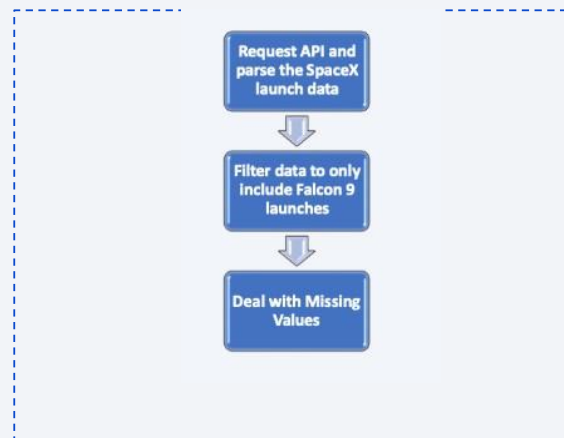 Request API and
parse the SpaceX
launch data
Filter data to only
include Falcon 9
launches
Deal with Missing
Values